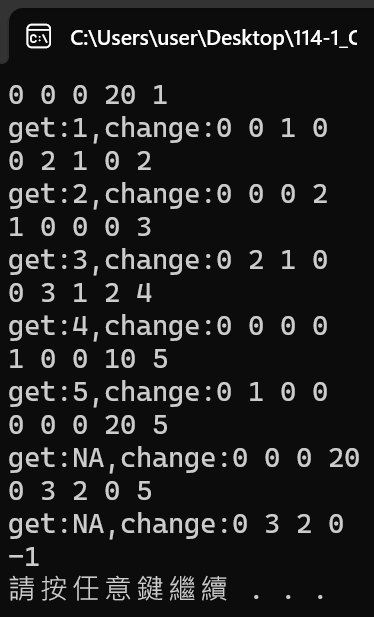 C:\Users\user\Desktop\114-1_C
0 0 0 20 1
get:1,change:0 0 1 0
0 2 1 0 2
get:2,change:0 0 0 2
1 0 0 0 3
get:3,change:0 2 1 0
0 3 1 2 4
get:4,change:0 0 0 0
1 0 0 10 5
get:5,change:0 1 0 0
0 0 0 20 5
get:NA,change:0 0 0 20
0 3 2 0 5
get:NA,change:0 3 2 0
-1
請按任意鍵繼續 . . .